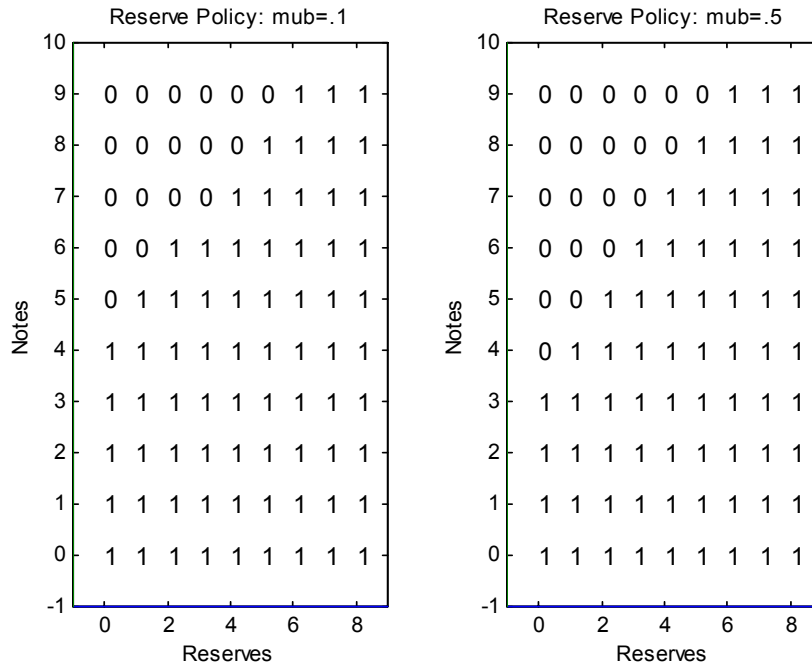 Reserve Policy: mub=.1
10
9 0 0 0 0 0 0 1 1 1
8 0 0 0 0 0 1 1 1 1
7 0 0 0 0 1 1 1 1 1
6 0 0 1 1 1 1 1 1 1
5 0 1 1 1 1 1 1 1 1
4 1 1 1 1 1 1 1 1 1
3 1 1 1 1 1 1 1 1 1
2 1 1 1 1 1 1 1 1 1
1 1 1 1 1 1 1 1 1 1
0 1 1 1 1 1 1 1 1 1
-1
0 2 4 6 8
Notes
Reserves
Reserve Policy: mub=.5
10
9 0 0 0 0 0 0 1 1 1
8 0 0 0 0 0 1 1 1 1
7 0 0 0 0 1 1 1 1 1
6 0 0 0 1 1 1 1 1 1
5 0 0 1 1 1 1 1 1 1
4 0 1 1 1 1 1 1 1 1
3 1 1 1 1 1 1 1 1 1
2 1 1 1 1 1 1 1 1 1
1 1 1 1 1 1 1 1 1 1
0 1 1 1 1 1 1 1 1 1
-1
0 2 4 6 8
Notes
Reserves